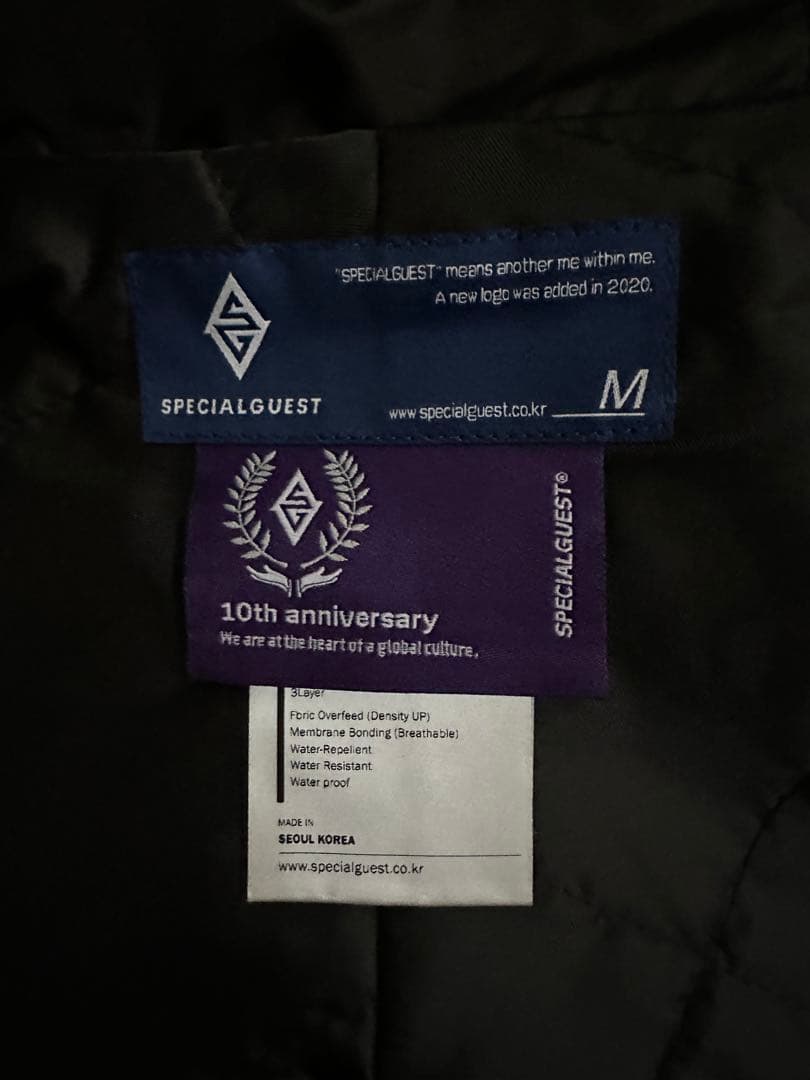 "SPECIALGUEST" means another me within me.
A new logo was added in 2020.
SPECIALGUEST
www.specialguest.co.kr
M
SPECIALGUEST®
10th anniversary
We are at the heart of a global culture.
3Layer
Fbric Overfeed (Density UP)
Membrane Bonding (Breathable)
Water-Repellent
Water Resistant
Water proof
MADE IN
SEOUL KOREA
www.specialguest.co.kr